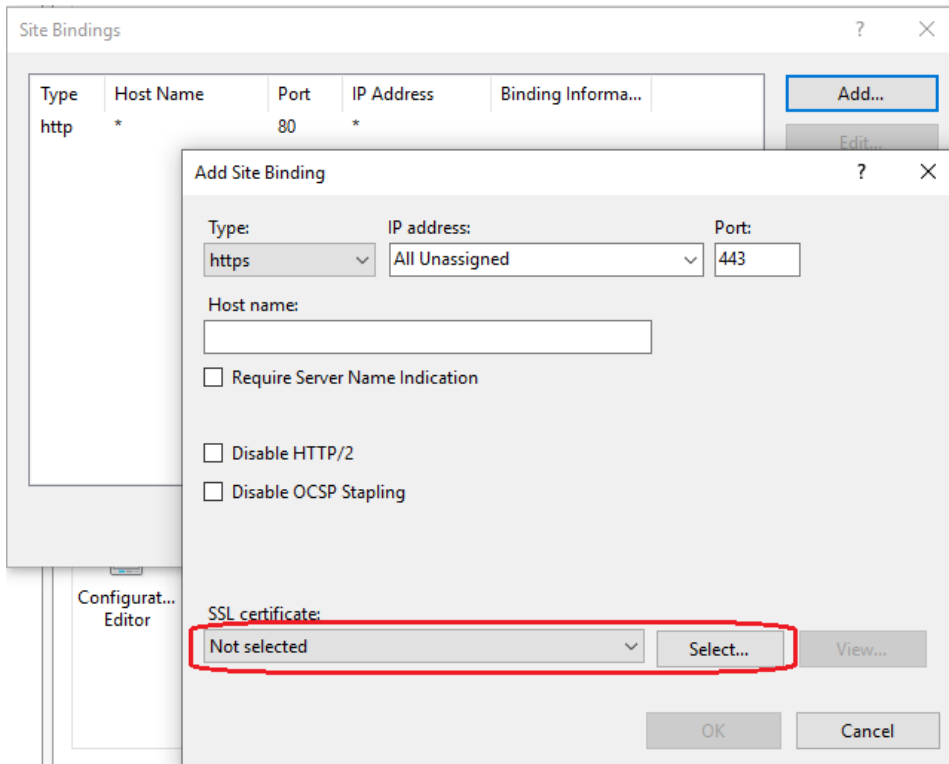 Site Bindings ?
Type Host Name Port IP Address Binding Informa... Add...
http * 80 *
Edit...
Add Site Binding ?
Type: IP address: Port:
https All Unassigned 443
Host name:
Require Server Name Indication
Disable HTTP/2
Disable OCSP Stapling
Configurat...
Editor
SSL certificate:
Not selected Select... View...
OK Cancel